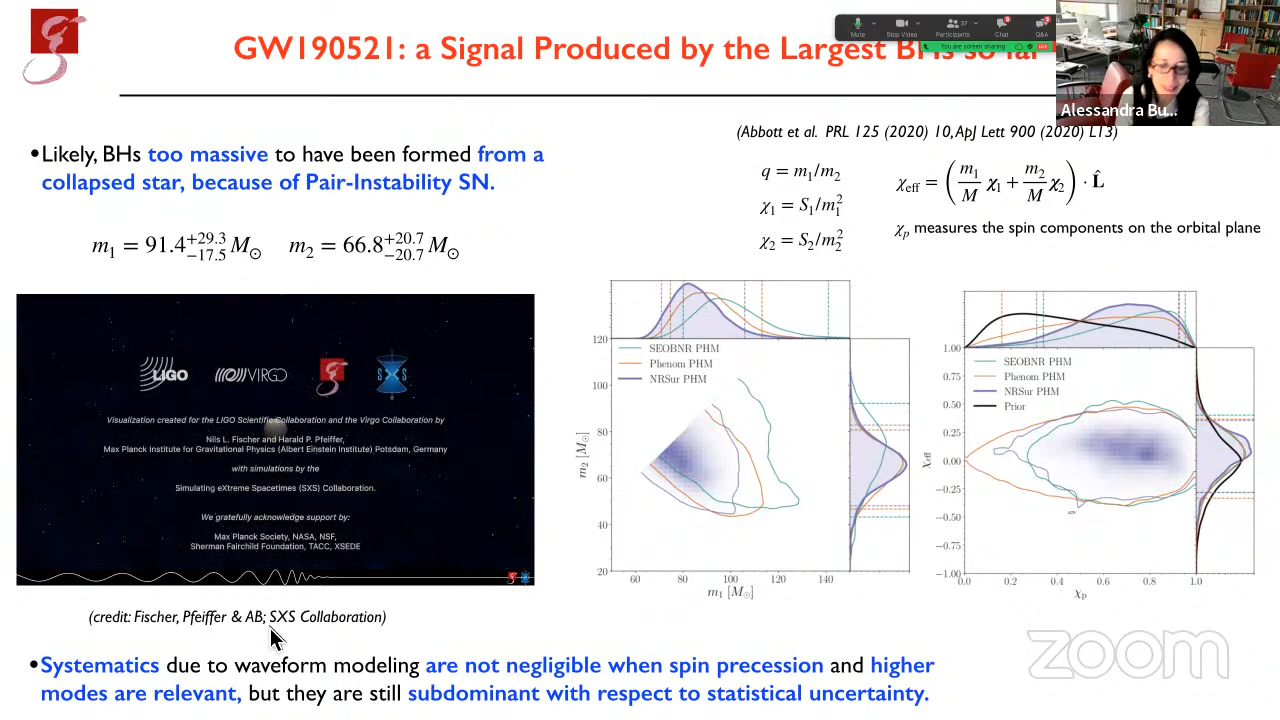 Mute
Stop Video
Participants
37
Chat
Q&A
You are screen sharing
LIVE
GW190521: a Signal Produced by the Largest BHs so far
Alessandra Bu...
(Abbott et al. PRL 125 (2020) 10, ApJ Lett 900 (2020) L13)
•Likely, BHs too massive to have been formed from a
collapsed star, because of Pair-Instability SN.
m₁ = 91.4^{+29.3}_{−17.5} M⊙ m₂ = 66.8^{+20.7}_{−20.7} M⊙
q = m₁/m₂
χ₁ = S₁/m₁²
χ₂ = S₂/m₂²
χeff = (m₁/M χ₁ + m₂/M χ₂) · L̂
χp measures the spin components on the orbital plane
LIGO
VIRGO
SXS
Visualization created for the LIGO Scientific Collaboration and the Virgo Collaboration by
Nils L. Fischer and Harald P. Pfeiffer,
Max Planck Institute for Gravitational Physics (Albert Einstein Institute) Potsdam, Germany
with simulations by the
Simulating eXtreme Spacetimes (SXS) Collaboration.
We gratefully acknowledge support by:
Max Planck Society, NASA, NSF,
Sherman Fairchild Foundation, TACC, XSEDE
(credit: Fischer, Pfeiffer & AB; SXS Collaboration)
SEOBNR PHM
Phenom PHM
NRSur PHM
120
100
80
60
40
20
m₂ [M⊙]
60 80 100 120 140
m₁ [M⊙]
SEOBNR PHM
Phenom PHM
NRSur PHM
Prior
1.00
0.75
0.50
0.25
0.00
−0.25
−0.50
−0.75
−1.00
χeff
0.0 0.2 0.4 0.6 0.8 1.0
χp
•Systematics due to waveform modeling are not negligible when spin precession and higher
modes are relevant, but they are still subdominant with respect to statistical uncertainty.
zoom